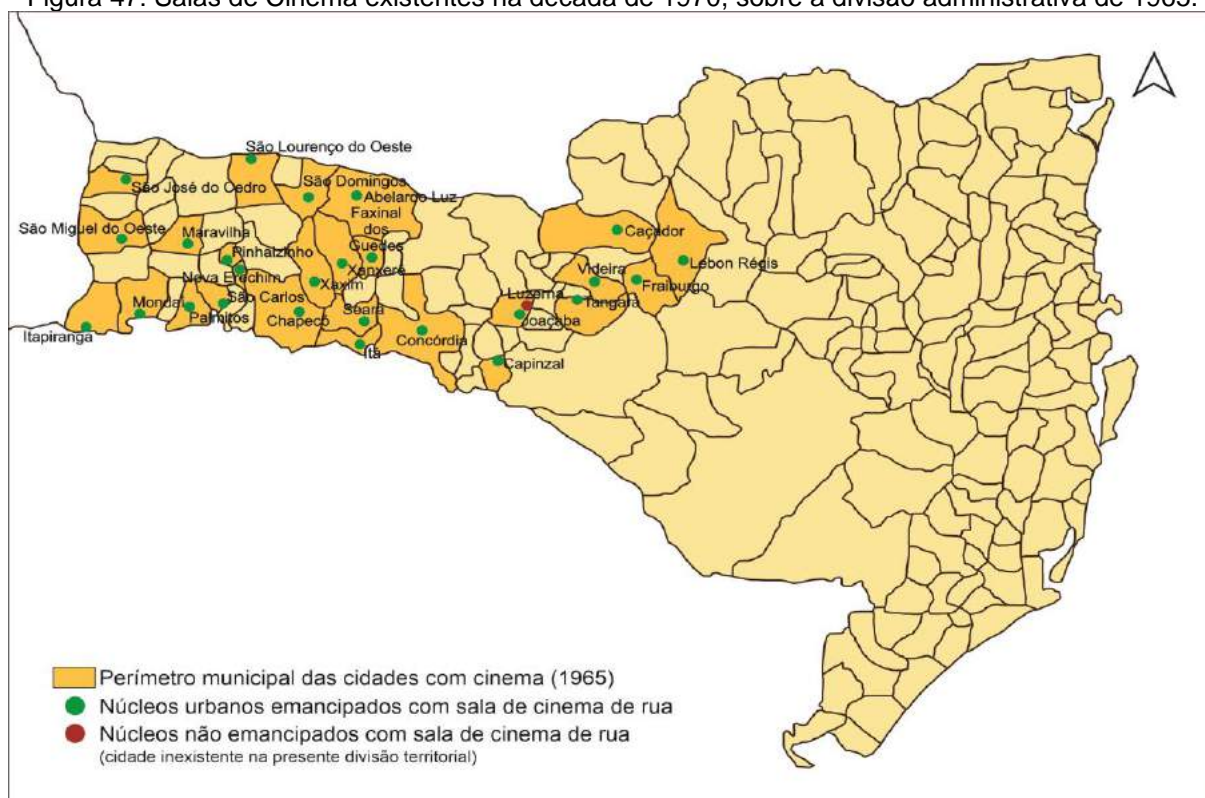 Figura 47: Salas de Cinema existentes na década de 1970, sobre a divisão administrativa de 1965.
São Lourenço do Oeste
São José do Cedro
São Domingos
Abelardo Luz
Faxinal
dos
Guedes
São Miguel do Oeste
Maravilha
Pinhalzinho
Nova Erechim
Xanxerê
Xaxim
Caçador
Lebon Régis
Videira
Fraiburgo
Tangará
Luzerna
Joaçaba
Mondaí
São Carlos
Palmitos
Chapecó
Seara
Concórdia
Itapiranga
Itá
Capinzal
Perímetro municipal das cidades com cinema (1965)
Núcleos urbanos emancipados com sala de cinema de rua
Núcleos não emancipados com sala de cinema de rua
(cidade inexistente na presente divisão territorial)